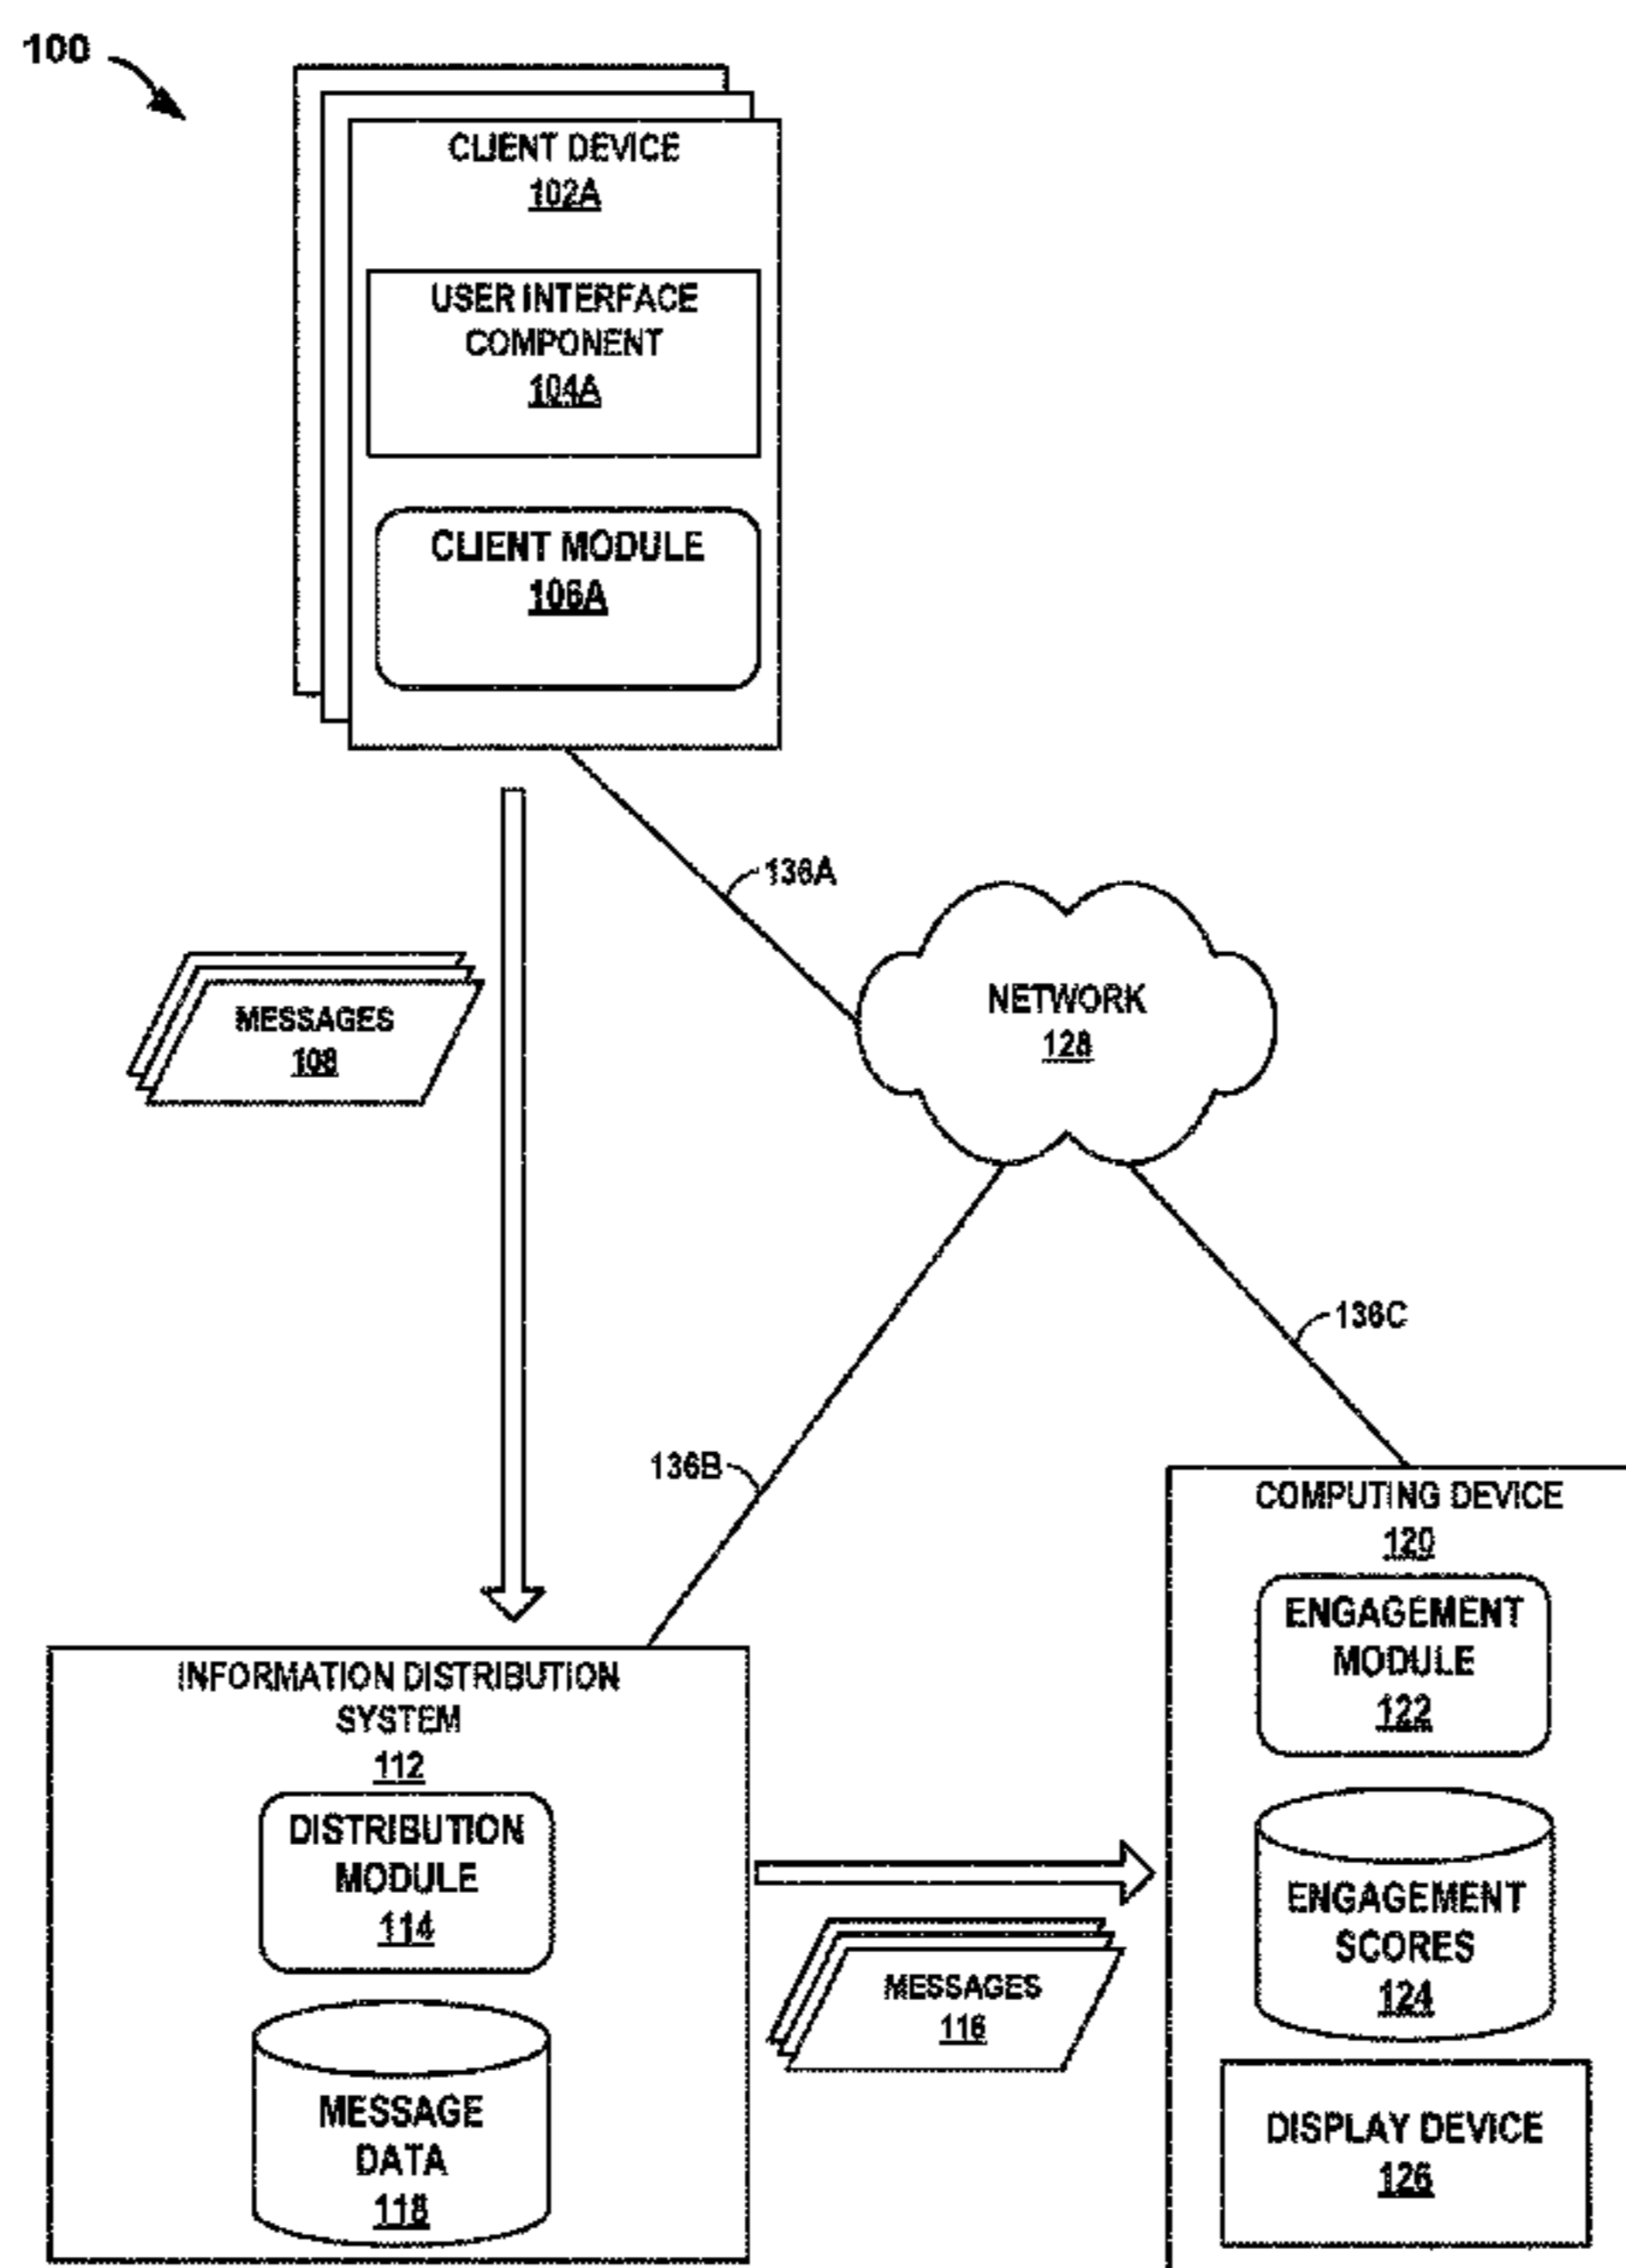 100
CLIENT DEVICE
102A
USER INTERFACE
COMPONENT
104A
CLIENT MODULE
106A
136A
MESSAGES
108
NETWORK
128
136C
136B
COMPUTING DEVICE
120
ENGAGEMENT
MODULE
122
INFORMATION DISTRIBUTION
SYSTEM
112
DISTRIBUTION
MODULE
114
ENGAGEMENT
SCORES
124
MESSAGES
116
MESSAGE
DATA
118
DISPLAY DEVICE
126